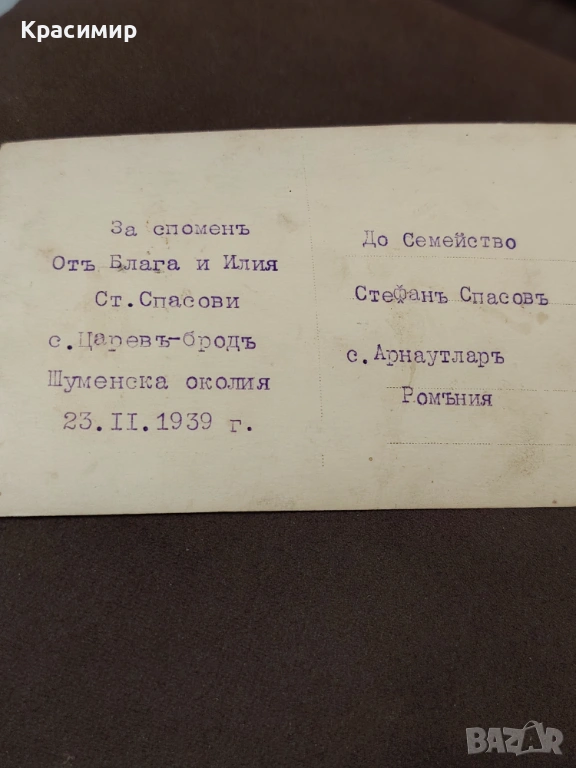 Красимир
За споменъ
Отъ Блага и Илия
Ст.Спасови
с.Царевъ-бродъ
Шуменска околия
23.II.1939 г.
До Семейство
Стефанъ Спасовъ
с.Арнаутларъ
Ромъния
BAZAR